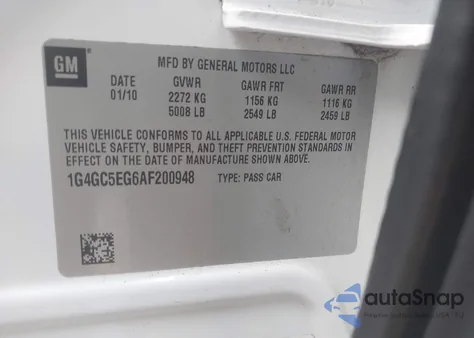 GM
MFD BY GENERAL MOTORS LLC
DATE GVWR GAWR FRT GAWR RR
01/10 2272 KG 1156 KG 1116 KG
5008 LB 2549 LB 2459 LB
THIS VEHICLE CONFORMS TO ALL APPLICABLE U.S. FEDERAL MOTOR
VEHICLE SAFETY, BUMPER, AND THEFT PREVENTION STANDARDS IN
EFFECT ON THE DATE OF MANUFACTURE SHOWN ABOVE.
1G4GC5EG6AF200948 TYPE: PASS CAR
autoSnap